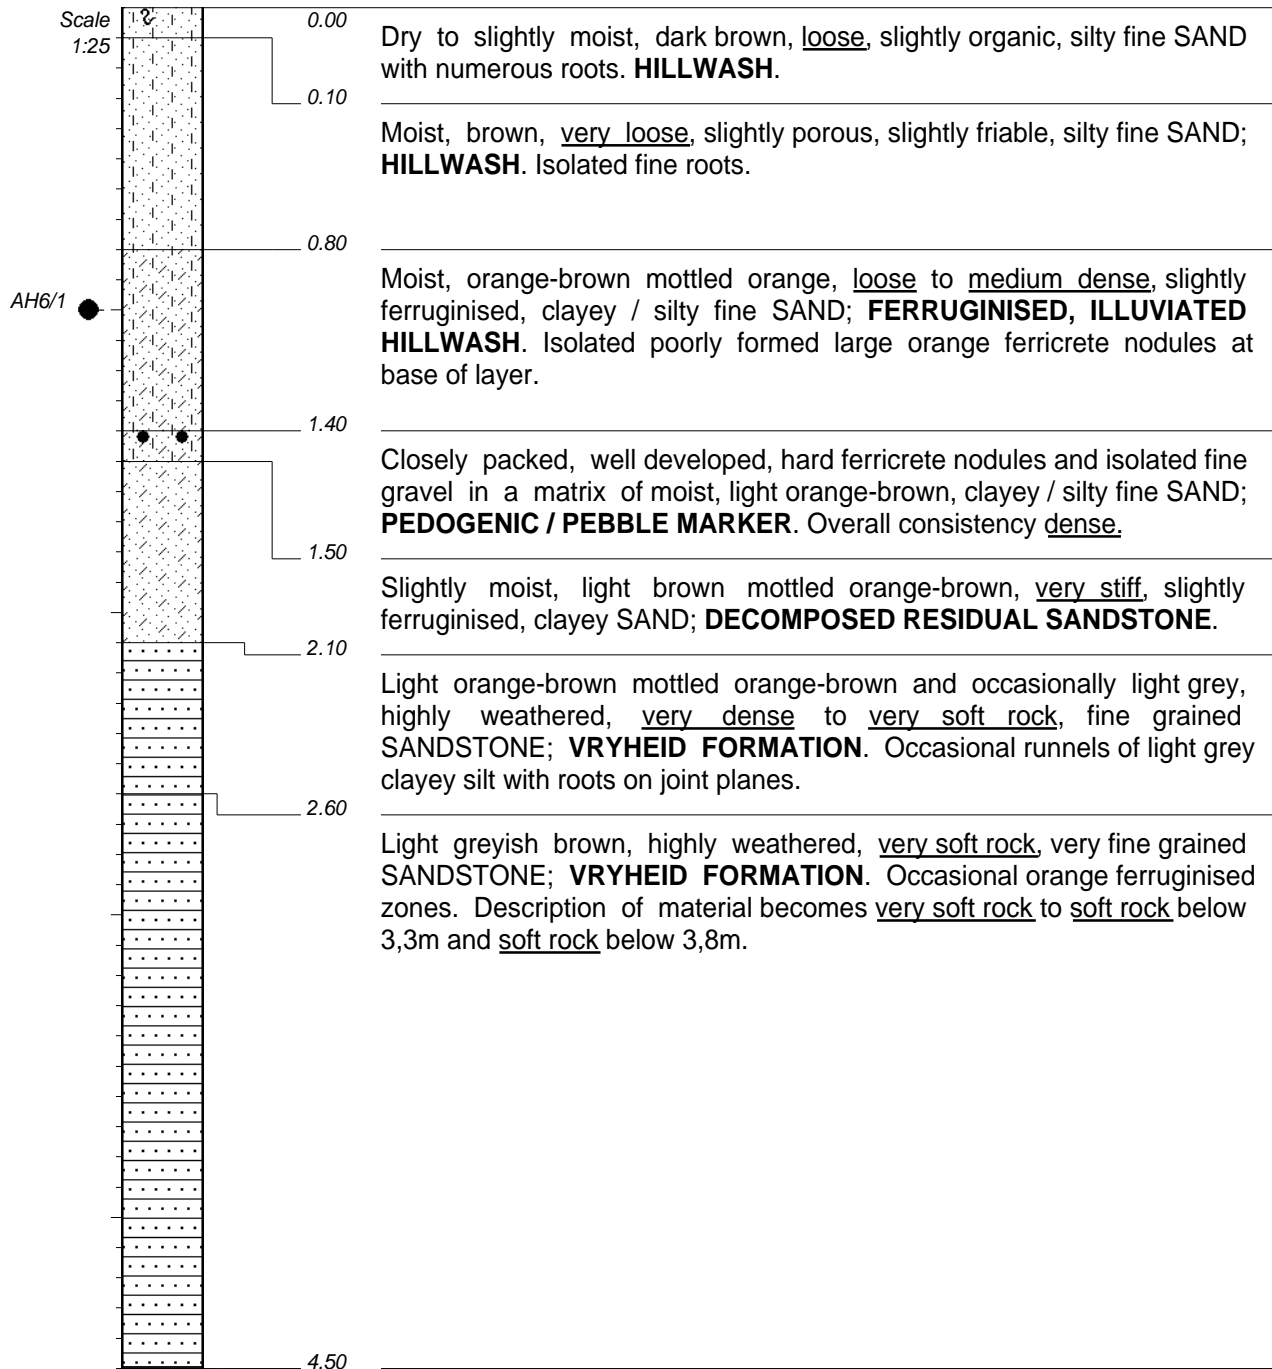 Scale
1:25
0.00
Dry to slightly moist, dark brown, loose, slightly organic, silty fine SAND
with numerous roots. HILLWASH.
0.10
Moist, brown, very loose, slightly porous, slightly friable, silty fine SAND;
HILLWASH. Isolated fine roots.
0.80
Moist, orange-brown mottled orange, loose to medium dense, slightly
ferruginised, clayey / silty fine SAND; FERRUGINISED, ILLUVIATED
HILLWASH. Isolated poorly formed large orange ferricrete nodules at
base of layer.
AH6/1
1.40
Closely packed, well developed, hard ferricrete nodules and isolated fine
gravel in a matrix of moist, light orange-brown, clayey / silty fine SAND;
PEDOGENIC / PEBBLE MARKER. Overall consistency dense.
1.50
Slightly moist, light brown mottled orange-brown, very stiff, slightly
ferruginised, clayey SAND; DECOMPOSED RESIDUAL SANDSTONE.
2.10
Light orange-brown mottled orange-brown and occasionally light grey,
highly weathered, very dense to very soft rock, fine grained
SANDSTONE; VRYHEID FORMATION. Occasional runnels of light grey
clayey silt with roots on joint planes.
2.60
Light greyish brown, highly weathered, very soft rock, very fine grained
SANDSTONE; VRYHEID FORMATION. Occasional orange ferruginised
zones. Description of material becomes very soft rock to soft rock below
3,3m and soft rock below 3,8m.
4.50